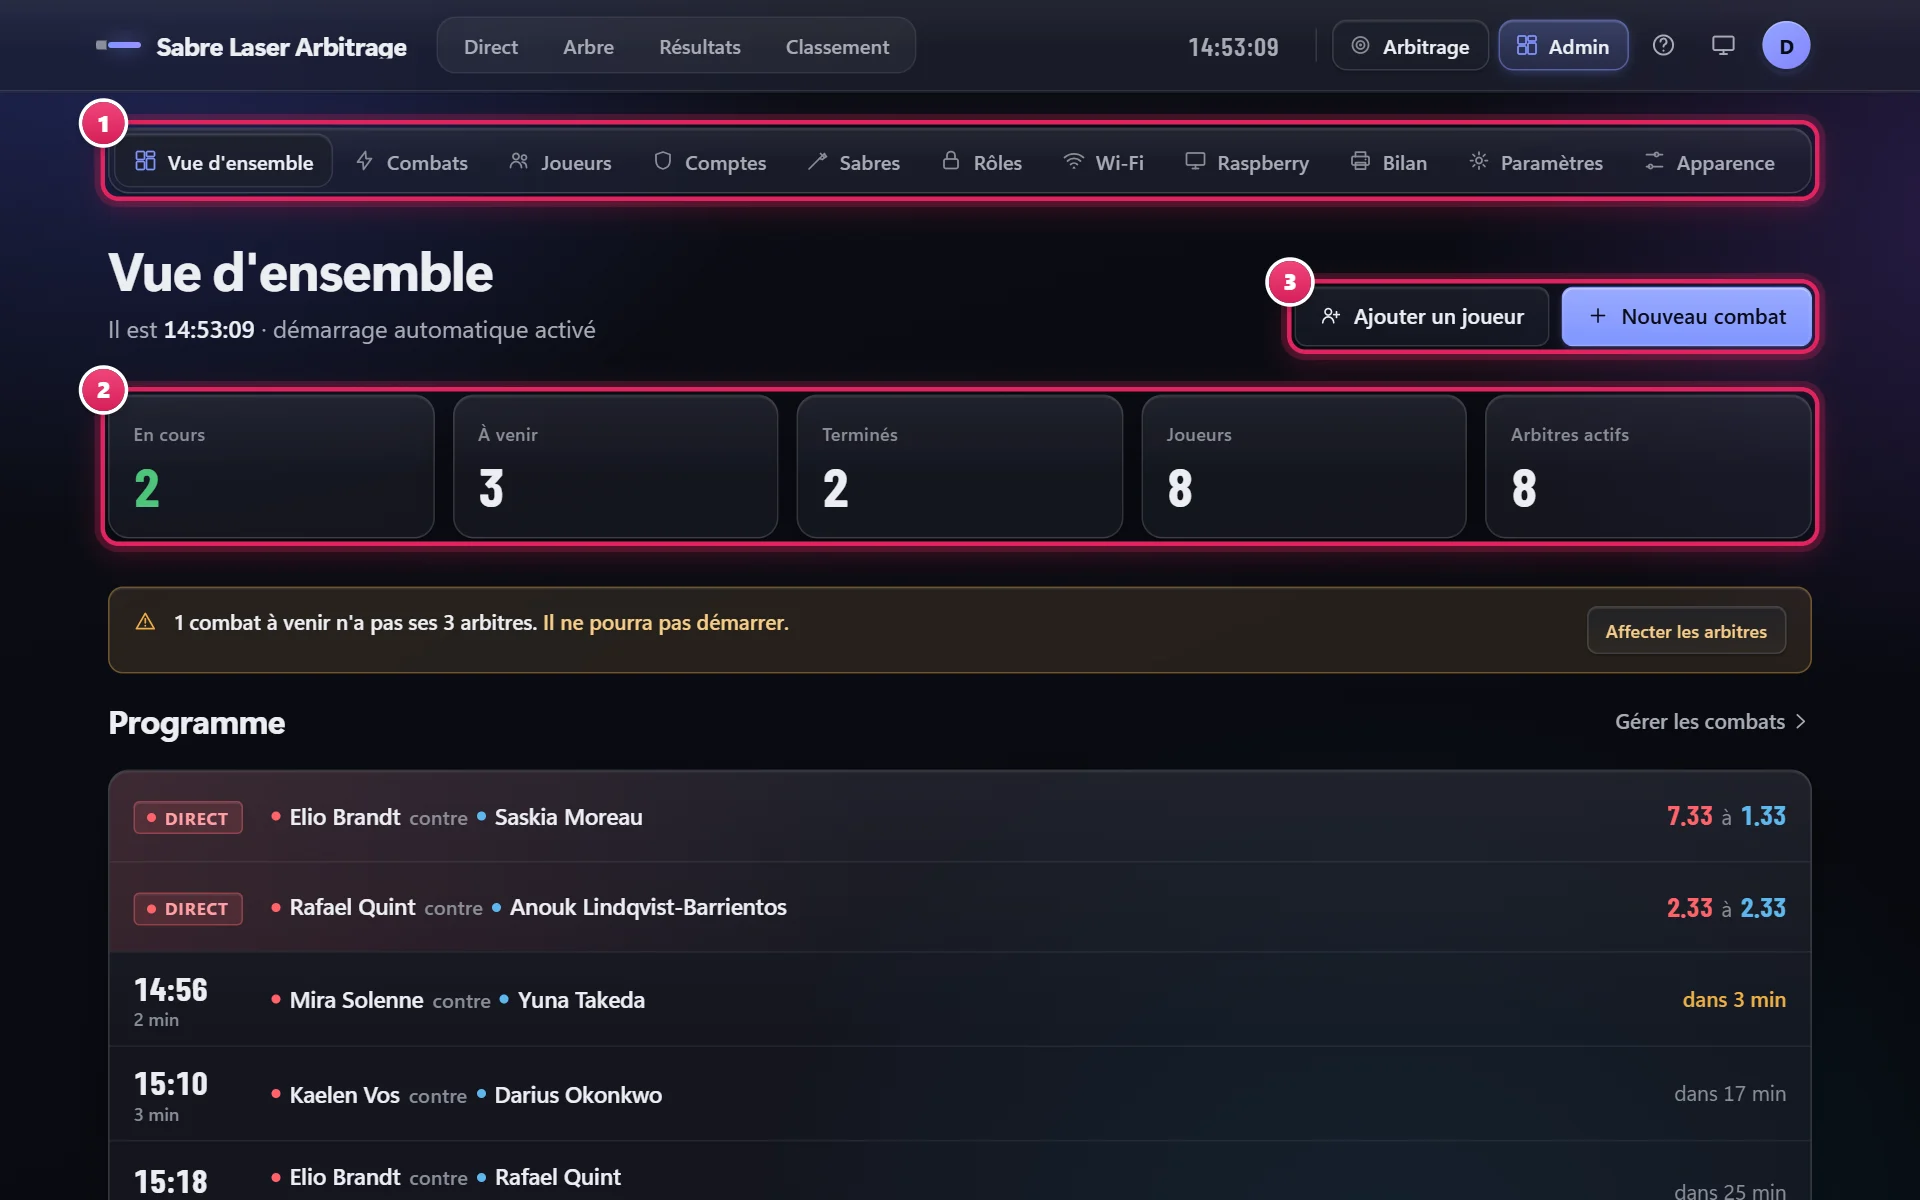 Sabre Laser Arbitrage
Direct Arbre Résultats Classement
14:53:09
Arbitrage
Admin
D
1
Vue d'ensemble Combats Joueurs Comptes Sabres Rôles Wi-Fi Raspberry Bilan Paramètres Apparence
Vue d'ensemble
Il est 14:53:09 · démarrage automatique activé
3
Ajouter un joueur
+ Nouveau combat
2
En cours
2
À venir
3
Terminés
2
Joueurs
8
Arbitres actifs
8
1 combat à venir n'a pas ses 3 arbitres. Il ne pourra pas démarrer.
Affecter les arbitres
Programme
Gérer les combats
DIRECT Elio Brandt contre Saskia Moreau 7.33 à 1.33
DIRECT Rafael Quint contre Anouk Lindqvist-Barrientos 2.33 à 2.33
14:56
2 min
Mira Solenne contre Yuna Takeda
dans 3 min
15:10
3 min
Kaelen Vos contre Darius Okonkwo
dans 17 min
15:18
Elio Brandt contre Rafael Quint
dans 25 min